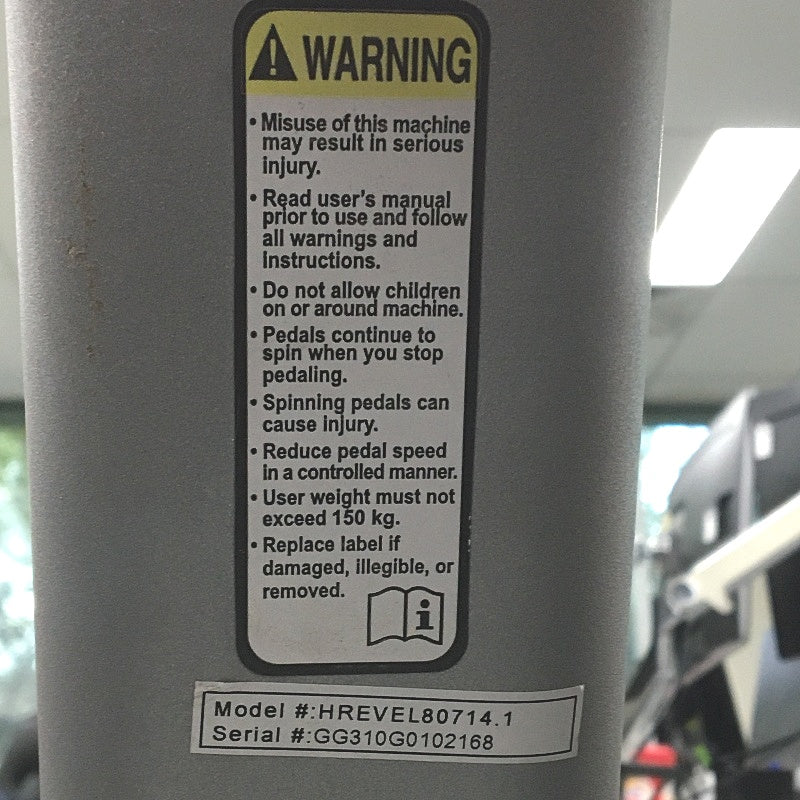 WARNING
• Misuse of this machine
may result in serious
injury.
• Read user's manual
prior to use and follow
all warnings and
instructions.
• Do not allow children
on or around machine.
• Pedals continue to
spin when you stop
pedaling.
• Spinning pedals can
cause injury.
• Reduce pedal speed
in a controlled manner.
• User weight must not
exceed 150 kg.
• Replace label if
damaged, illegible, or
removed.
Model #:HREVEL80714.1
Serial #:GG310G0102168